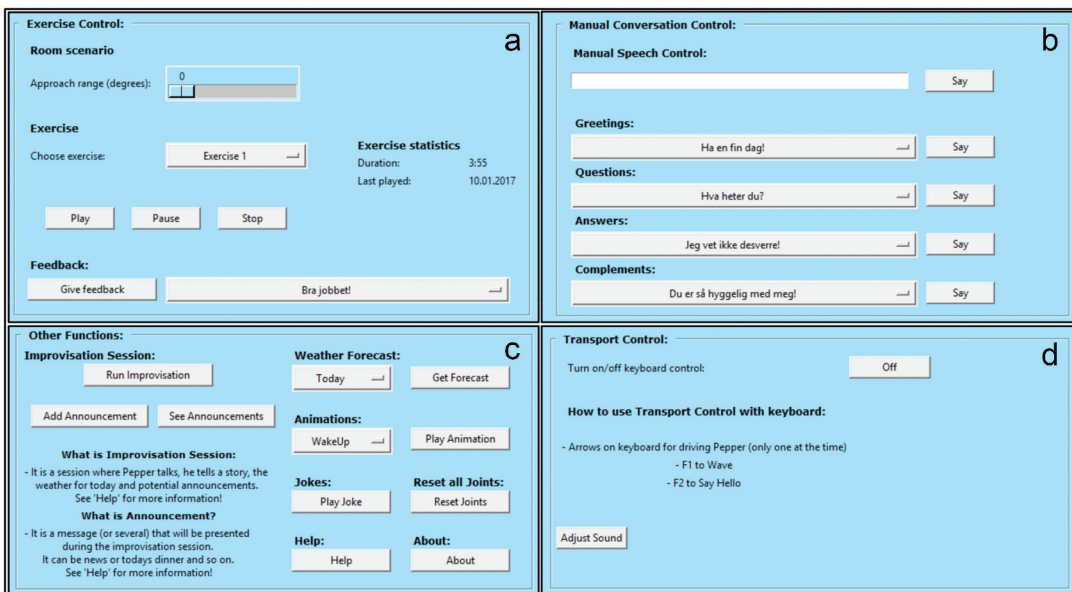 Exercise Control:
a
Room scenario
Approach range (degrees):
0
Exercise
Choose exercise:
Exercise 1
Exercise statistics
Duration: 3:55
Last played: 10.01.2017
Play Pause Stop
Feedback:
Give feedback
Bra jobbet!
Manual Conversation Control:
b
Manual Speech Control:
Say
Greetings:
Ha en fin dag! Say
Questions:
Hva heter du? Say
Answers:
Jeg vet ikke desverre! Say
Complements:
Du er så hyggelig med meg! Say
Other Functions:
c
Improvisation Session:
Run Improvisation
Add Announcement See Announcements
What is Improvisation Session:
- It is a session where Pepper talks, he tells a story, the
weather for today and potential announcements.
See 'Help' for more information!
What is Announcement?
- It is a message (or several) that will be presented
during the improvisation session.
It can be news or todays dinner and so on.
See 'Help' for more information!
Weather Forecast:
Today Get Forecast
Animations:
WakeUp Play Animation
Jokes: Reset all Joints:
Play Joke Reset Joints
Help: About:
Help About
Transport Control:
d
Turn on/off keyboard control: Off
How to use Transport Control with keyboard:
- Arrows on keyboard for driving Pepper (only one at the time)
- F1 to Wave
- F2 to Say Hello
Adjust Sound